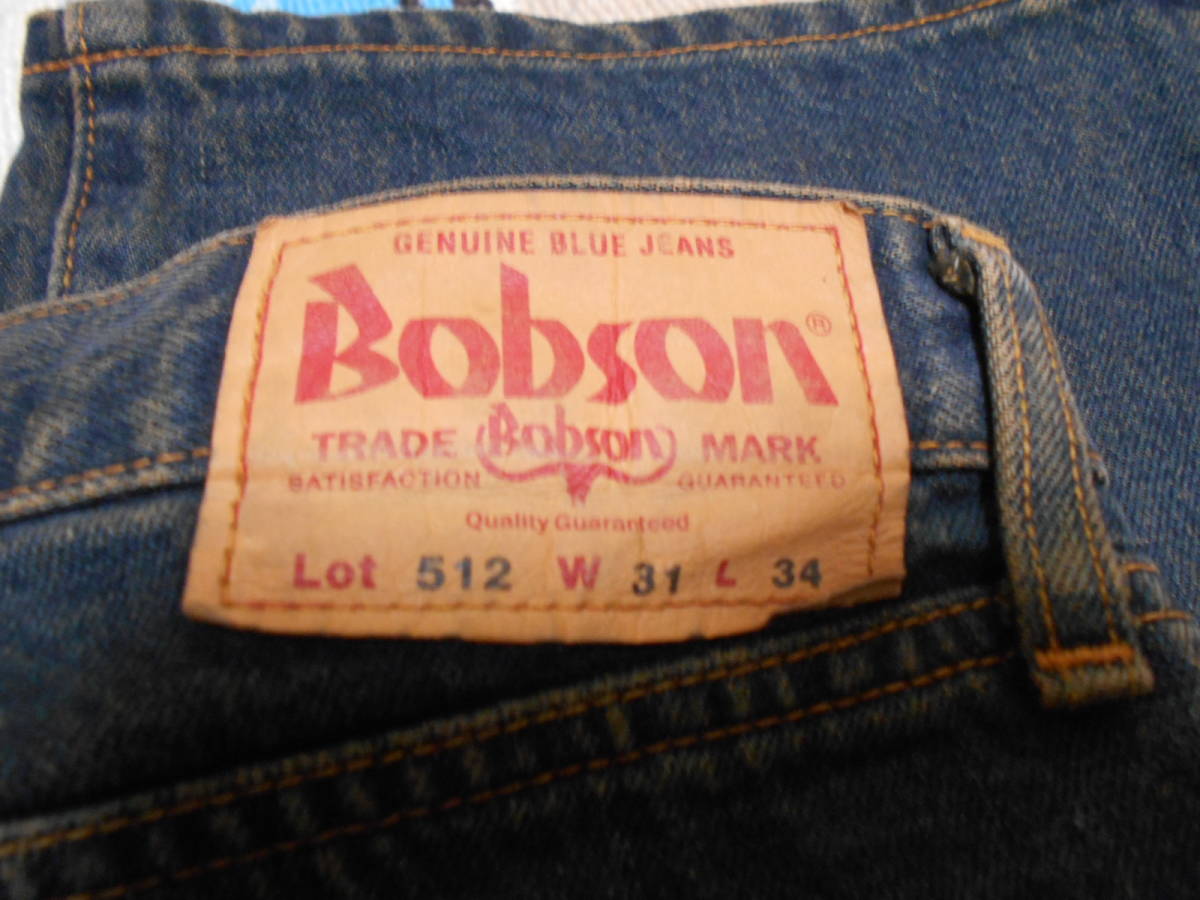 GENUINE BLUE JEANS
Bobson®
TRADE Bobson MARK
SATISFACTION GUARANTEED
Quality Guaranteed
Lot 512 W 31 L 34